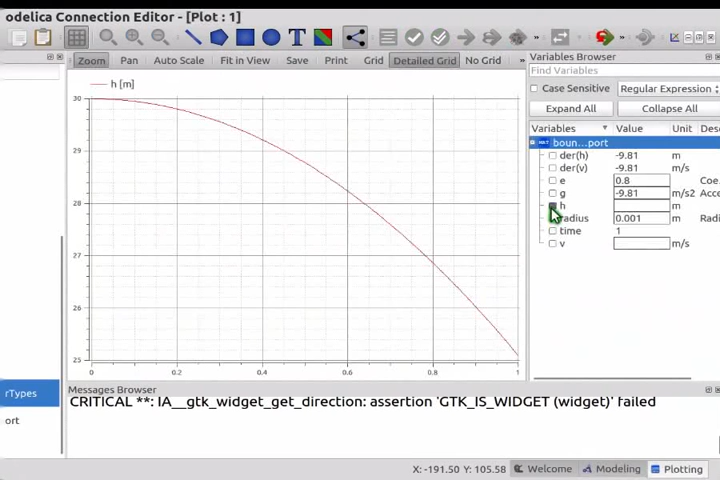 odelica Connection Editor - [Plot : 1]
T
»
»
Zoom Pan Auto Scale Fit in View Save Print Grid Detailed Grid No Grid »
Variables Browser
Find Variables
Case Sensitive Regular Expression
Expand All Collapse All
Variables Value Unit Des
boun...port
der(h) -9.81 m
der(v) -9.81 m/s
e 0.8 Coe..
g -9.81 m/s2 Acce
h m
radius 0.001 m Radi
time 1
v m/s
h [m]
30
29
28
27
26
25
0 0.2 0.4 0.6 0.8 1
rTypes
ort
Messages Browser
CRITICAL **: IA__gtk_widget_get_direction: assertion 'GTK_IS_WIDGET (widget)' failed
X: -191.50 Y: 105.58 Welcome Modeling Plotting